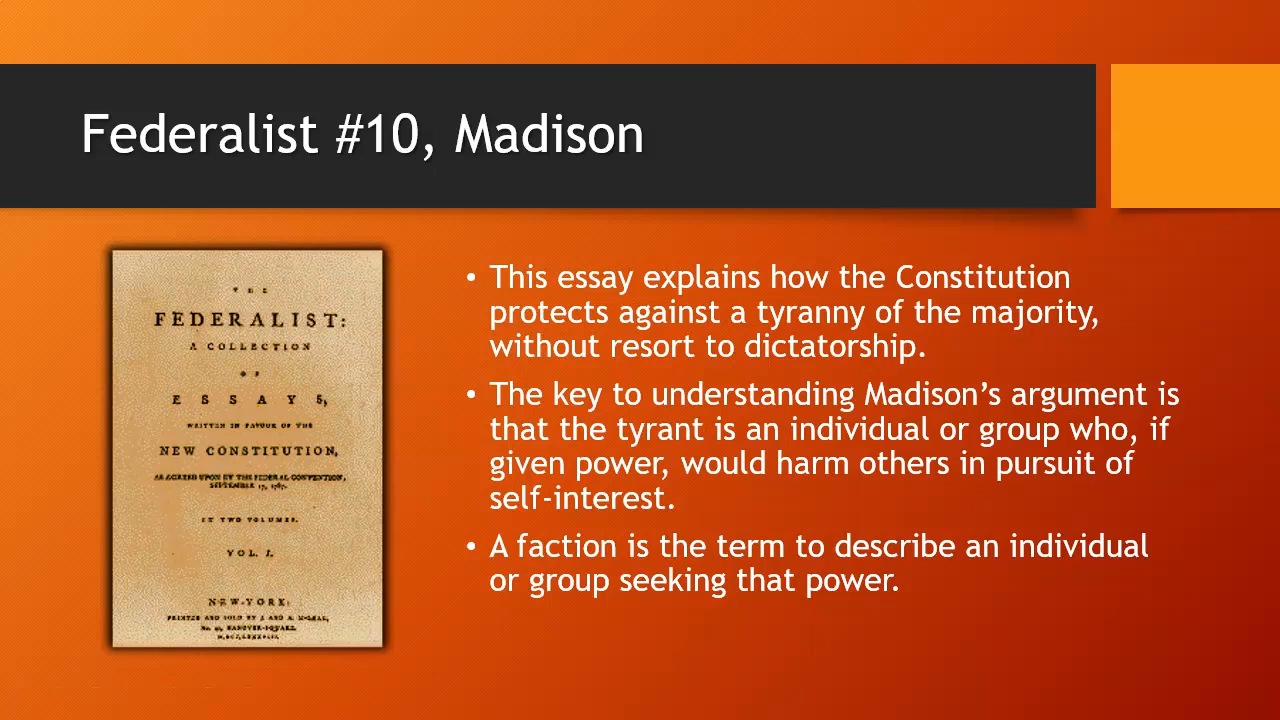 Federalist #10, Madison
THE
FEDERALIST:
A COLLECTION
OF
ESSAYS,
WRITTEN IN FAVOUR OF THE
NEW CONSTITUTION,
AS AGREED UPON BY THE FEDERAL CONVENTION,
SEPTEMBER 17, 1787.
IN TWO VOLUMES.
VOL. I.
NEW-YORK:
PRINTED AND SOLD BY J. AND A. M'LEAN,
No. 41, HANOVER-SQUARE.
• This essay explains how the Constitution
protects against a tyranny of the majority,
without resort to dictatorship.
• The key to understanding Madison’s argument is
that the tyrant is an individual or group who, if
given power, would harm others in pursuit of
self-interest.
• A faction is the term to describe an individual
or group seeking that power.